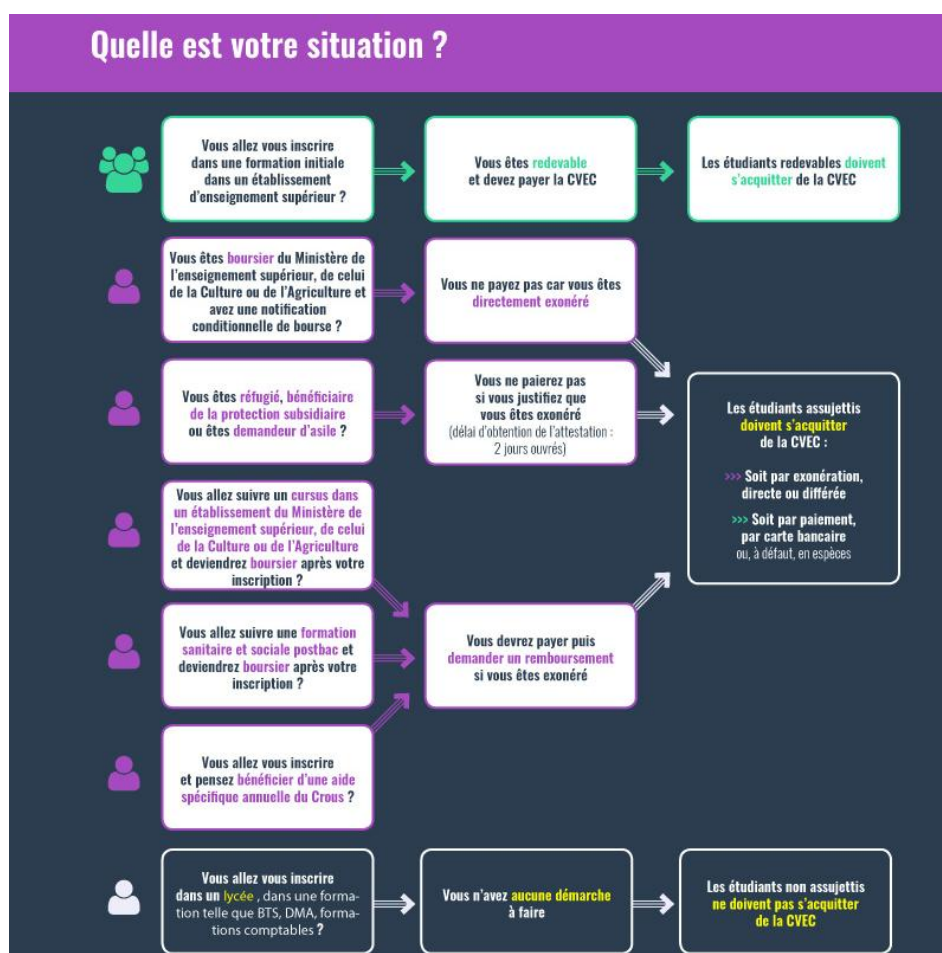 Quelle est votre situation ?
Vous allez vous inscrire
dans une formation initiale
dans un établissement
d'enseignement supérieur ?
Vous êtes redevable
et devez payer la CVEC
Les étudiants redevables doivent
s'acquitter de la CVEC
Vous êtes boursier du Ministère de
l'enseignement supérieur, de celui
de la Culture ou de l'Agriculture et
avez une notification
conditionnelle de bourse ?
Vous ne payez pas car vous êtes
directement exonéré
Vous êtes réfugié, bénéficiaire
de la protection subsidiaire
ou êtes demandeur d'asile ?
Vous ne paierez pas
si vous justifiez que
vous êtes exonéré
(délai d'obtention de l'attestation :
2 jours ouvrés)
Les étudiants assujettis
doivent s'acquitter
de la CVEC :
>>> Soit par exonération,
directe ou différée
>>> Soit par paiement,
par carte bancaire
ou, à défaut, en espèces
Vous allez suivre un cursus dans
un établissement du Ministère de
l'enseignement supérieur, de celui
de la Culture ou de l'Agriculture
et deviendrez boursier après votre
inscription ?
Vous allez suivre une formation
sanitaire et sociale postbac et
deviendrez boursier après votre
inscription ?
Vous devrez payer puis
demander un remboursement
si vous êtes exonéré
Vous allez vous inscrire
et pensez bénéficier d'une aide
spécifique annuelle du Crous ?
Vous allez vous inscrire
dans un lycée , dans une forma-
tion telle que BTS, DMA, forma-
tions comptables ?
Vous n'avez aucune démarche
à faire
Les étudiants non assujettis
ne doivent pas s'acquitter
de la CVEC